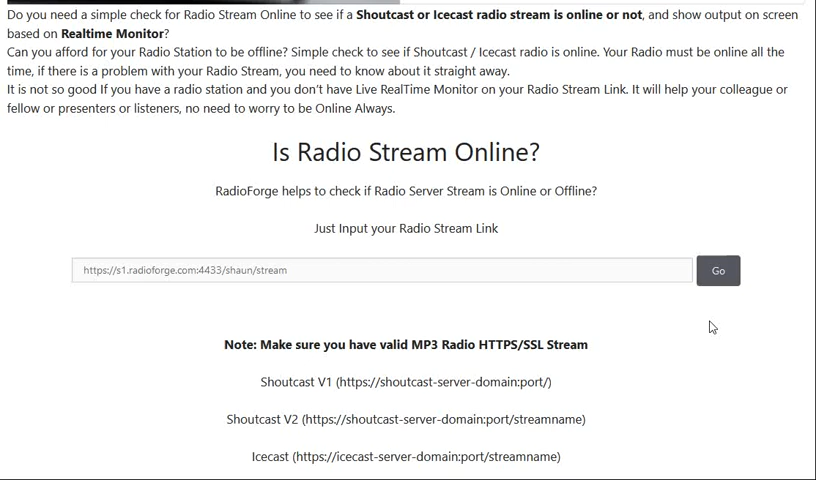 Do you need a simple check for Radio Stream Online to see if a Shoutcast or Icecast radio stream is online or not, and show output on screen
based on Realtime Monitor?
Can you afford for your Radio Station to be offline? Simple check to see if Shoutcast / Icecast radio is online. Your Radio must be online all the
time, if there is a problem with your Radio Stream, you need to know about it straight away.
It is not so good If you have a radio station and you don't have Live RealTime Monitor on your Radio Stream Link. It will help your colleague or
fellow or presenters or listeners, no need to worry to be Online Always.
Is Radio Stream Online?
RadioForge helps to check if Radio Server Stream is Online or Offline?
Just Input your Radio Stream Link
https://s1.radioforge.com:4433/shaun/stream
Go
Note: Make sure you have valid MP3 Radio HTTPS/SSL Stream
Shoutcast V1 (https://shoutcast-server-domain:port/)
Shoutcast V2 (https://shoutcast-server-domain:port/streamname)
Icecast (https://icecast-server-domain:port/streamname)